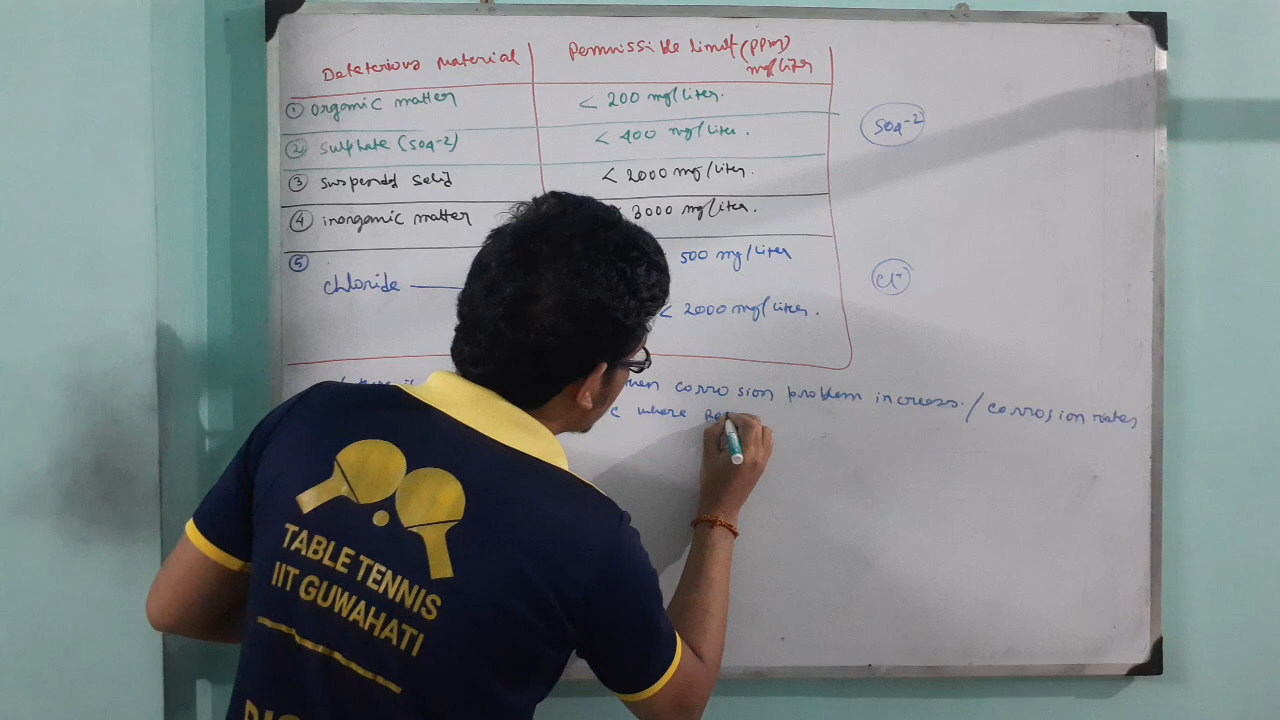 Deleterious Material
Permissible limit (PPM)
mg/Liter
① organic matter
< 200 mg/liter.
② sulphate (SO4-2)
< 400 mg/liter.
SO4-2
③ suspended solid
< 2000 mg/liter.
④ inorganic matter
3000 mg/liter.
⑤
500 mg/liter
chloride
Cl-
< 2000 mg/liter.
corrosion problem increases. / corrosion rates
C where
TABLE TENNIS
IIT GUWAHATI